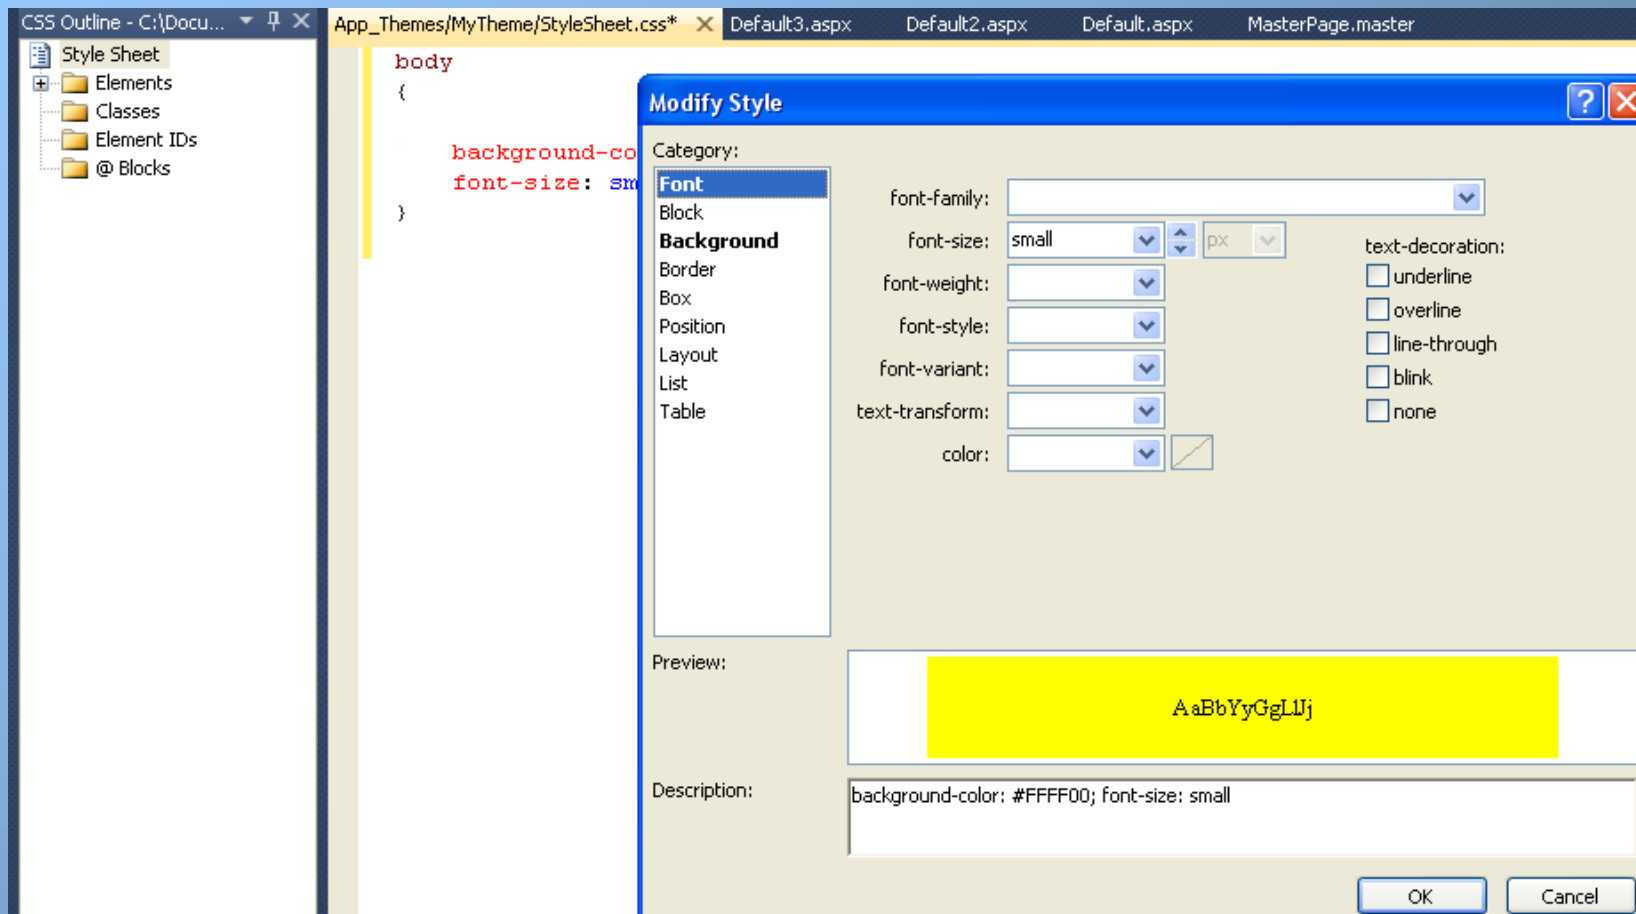 CSS Outline - C:\Docu...
Style Sheet
Elements
Classes
Element IDs
@ Blocks
App_Themes/MyTheme/StyleSheet.css* Default3.aspx Default2.aspx Default.aspx MasterPage.master
body
{
background-co
font-size: sm
}
Modify Style
Category:
Font
Block
Background
Border
Box
Position
Layout
List
Table
font-family:
font-size: small px
font-weight:
font-style:
font-variant:
text-transform:
color:
text-decoration:
underline
overline
line-through
blink
none
Preview:
AaBbYyGgLlJj
Description:
background-color: #FFFF00; font-size: small
OK Cancel